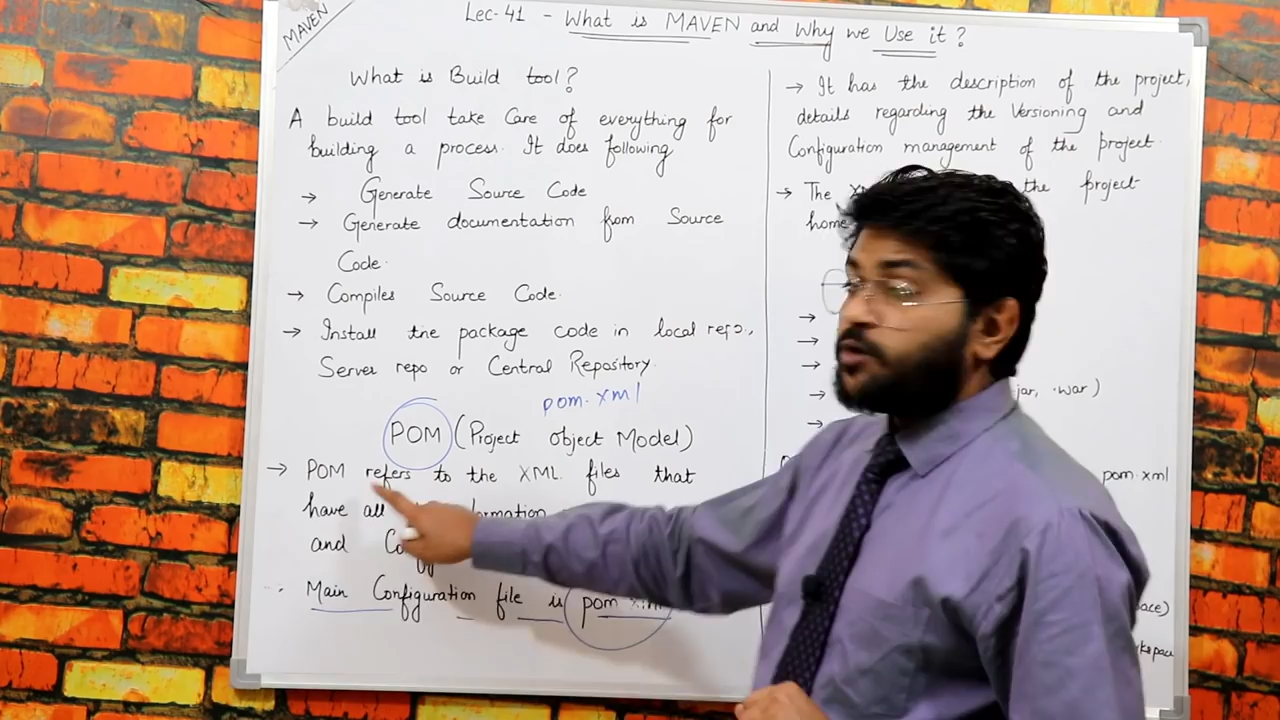 MAVEN
Lec-41 - What is MAVEN and Why we Use it?
What is Build tool?
A build tool take Care of everything for
building a process. It does following
→ Generate Source Code
→ Generate documentation from Source
Code.
→ Compiles Source Code.
→ Install the package code in local repo.,
Server repo or Central Repository.
pom.xml
POM (Project Object Model)
→ POM refers to the XML files that
have all
and
Main Configuration file is pom.xml
→ It has the description of the project,
details regarding the Versioning and
Configuration management of the project.
→ The the project
home
→
→
→
→ jar, .war)
→
pom.xml